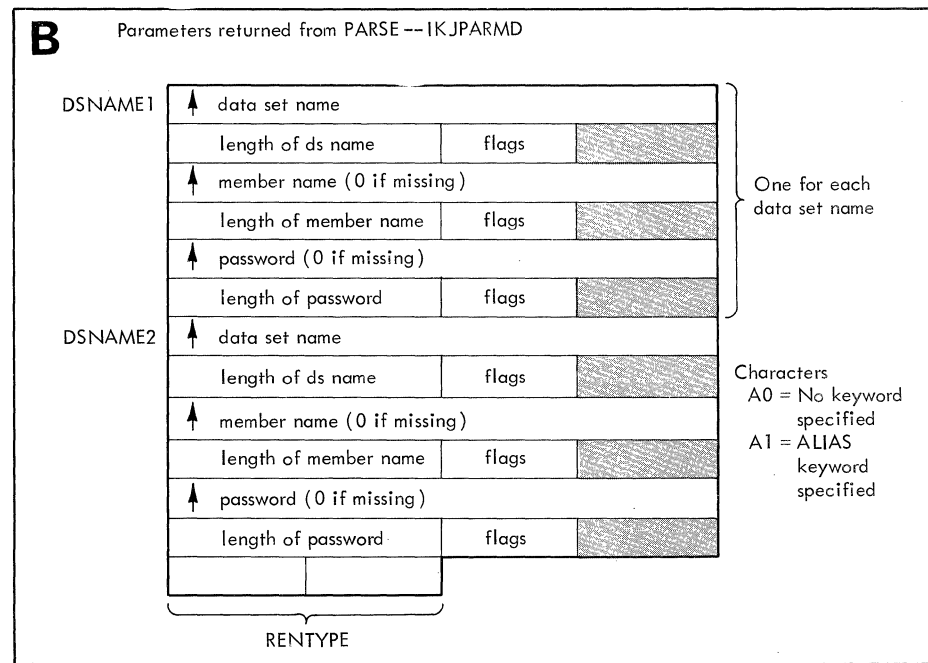 B
Parameters returned from PARSE--IKJPARMD
DSNAME1
data set name
length of ds name flags
member name (0 if missing)
length of member name flags
password (0 if missing)
length of password flags
One for each
data set name
DSNAME2
data set name
length of ds name flags
member name (0 if missing)
length of member name flags
password (0 if missing)
length of password flags
Characters
A0 = No keyword
specified
A1 = ALIAS
keyword
specified
RENTYPE